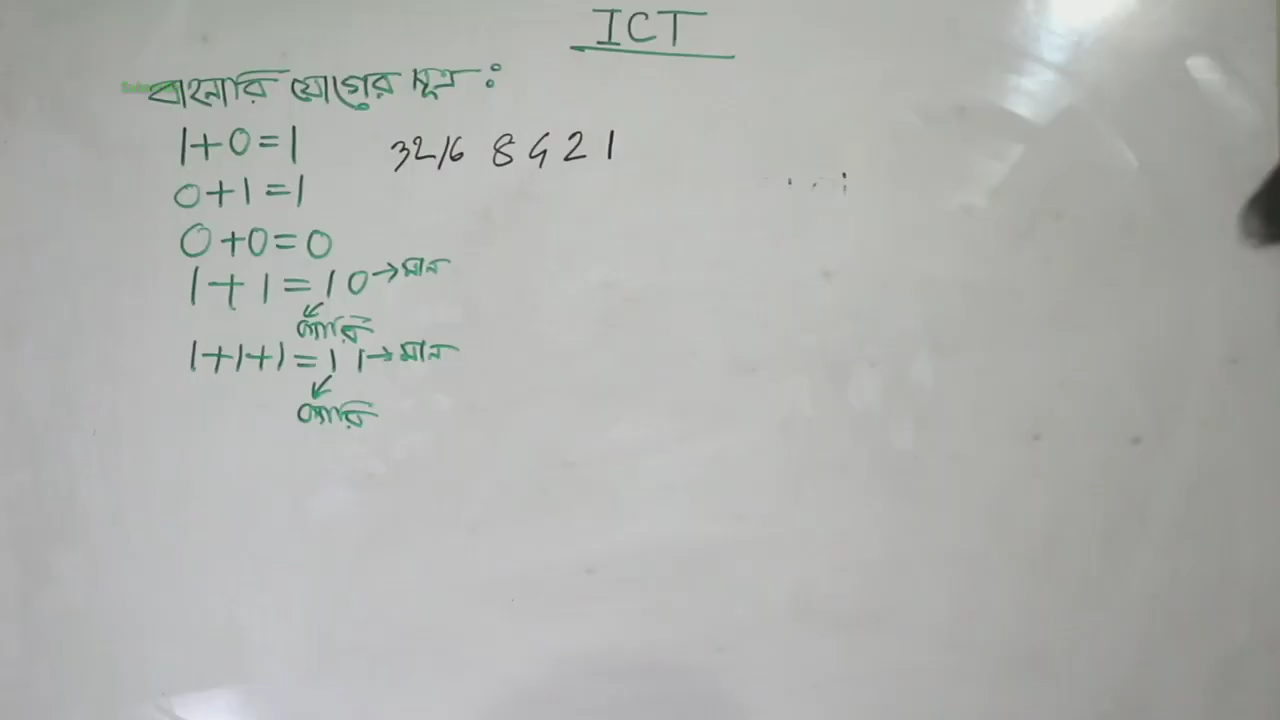 ICT
বাইনারি যোগের সূত্র :
1+0=1
32 16 8 4 2 1
0+1=1
0+0=0
1+1=10→মান
ক্যারি
1+1+1=11→মান
ক্যারি